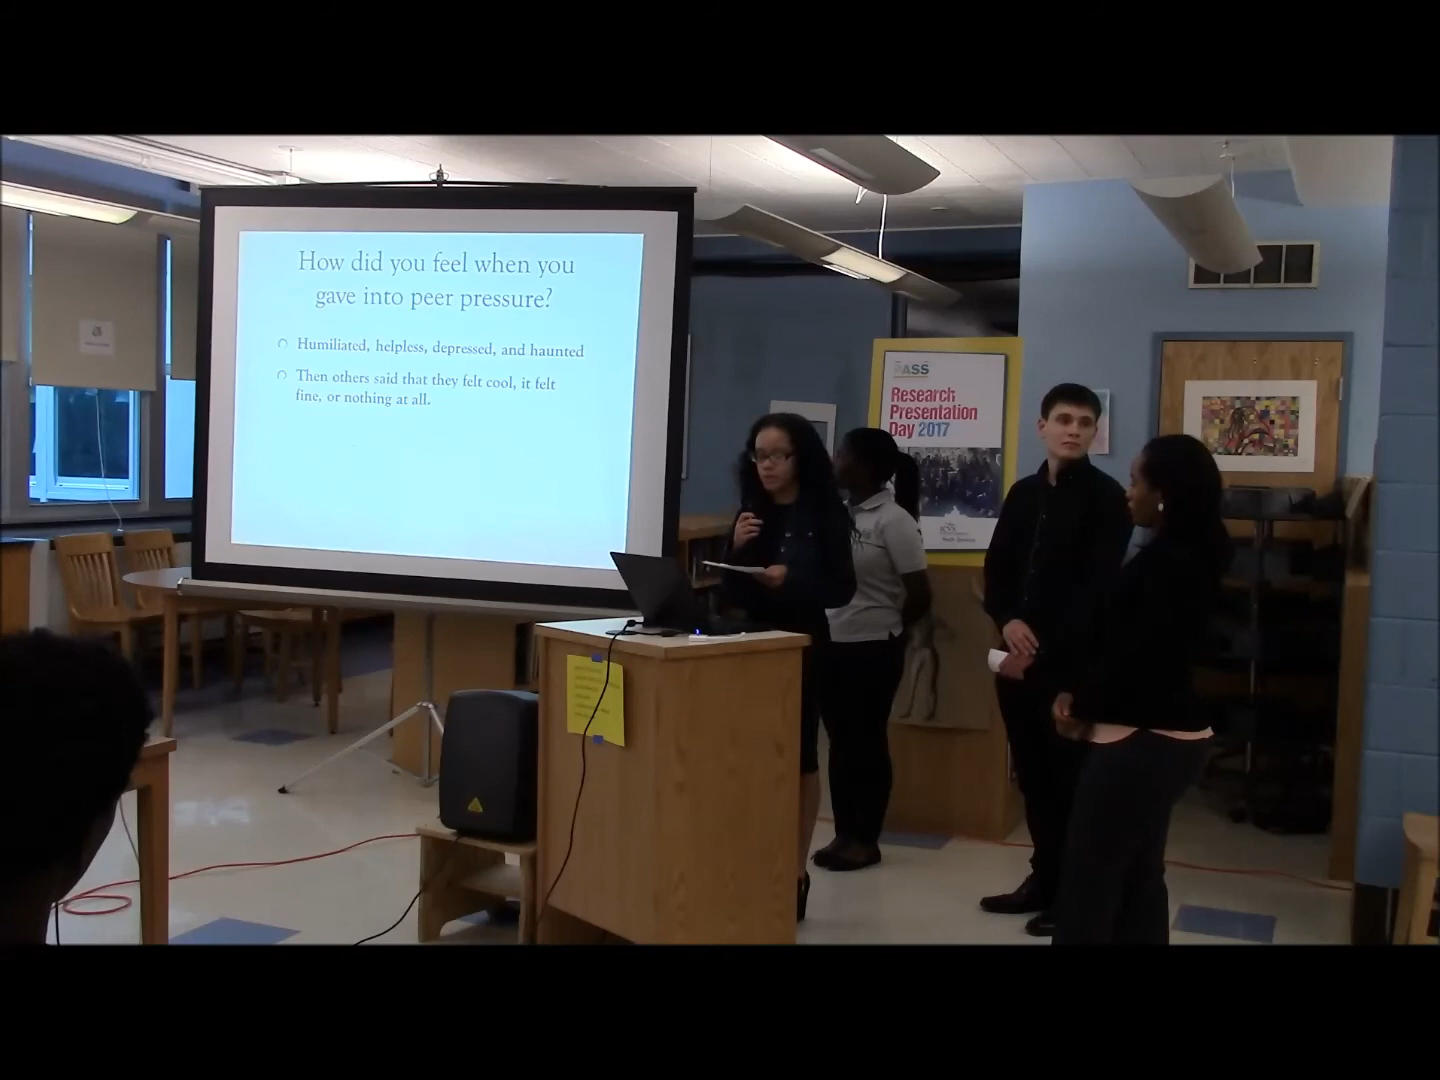 How did you feel when you
gave into peer pressure?
Humiliated, helpless, depressed, and haunted
Then others said that they felt cool, it felt
fine, or nothing at all.
PASS
Research
Presentation
Day 2017